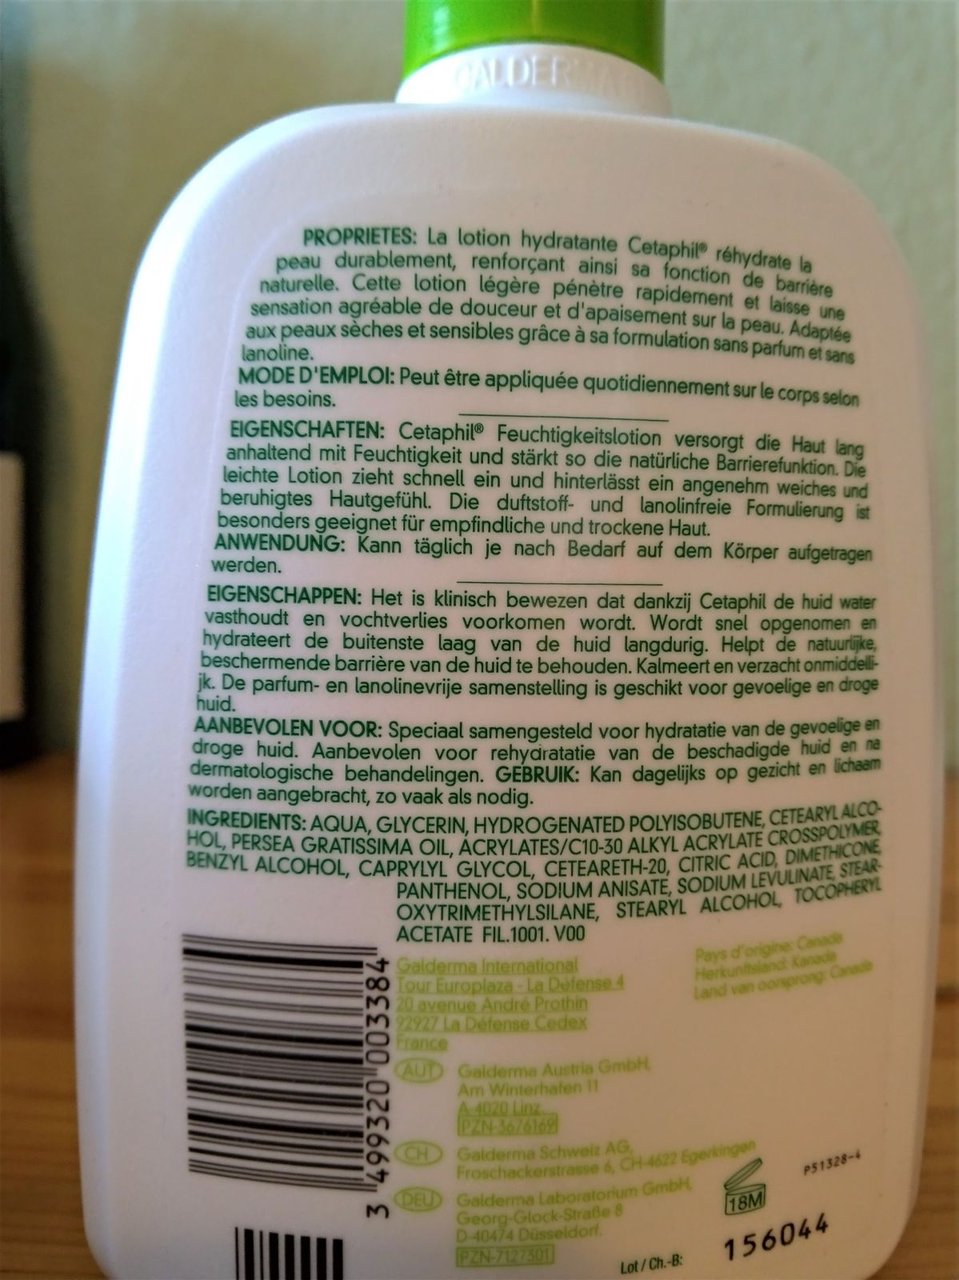 GALDERMA
PROPRIETES: La lotion hydratante Cetaphil® réhydrate la
peau durablement, renforçant ainsi sa fonction de barrière
naturelle. Cette lotion légère pénètre rapidement et laisse une
sensation agréable de douceur et d'apaisement sur la peau. Adaptée
aux peaux sèches et sensibles grâce à sa formulation sans parfum et sans
lanoline.
MODE D'EMPLOI: Peut être appliquée quotidiennement sur le corps selon
les besoins.
EIGENSCHAFTEN: Cetaphil® Feuchtigkeitslotion versorgt die Haut lang
anhaltend mit Feuchtigkeit und stärkt so die natürliche Barrierefunktion. Die
leichte Lotion zieht schnell ein und hinterlässt ein angenehm weiches und
beruhigtes Hautgefühl. Die duftstoff- und lanolinfreie Formulierung ist
besonders geeignet für empfindliche und trockene Haut.
ANWENDUNG: Kann täglich je nach Bedarf auf dem Körper aufgetragen
werden.
EIGENSCHAPPEN: Het is klinisch bewezen dat dankzij Cetaphil de huid water
vasthoudt en vochtverlies voorkomen wordt. Wordt snel opgenomen en
hydrateert de buitenste laag van de huid langdurig. Helpt de natuurlijke,
beschermende barrière van de huid te behouden. Kalmeert en verzacht onmiddelli-
jk. De parfum- en lanolinevrije samenstelling is geschikt voor gevoelige en droge
huid.
AANBEVOLEN VOOR: Speciaal samengesteld voor hydratatie van de gevoelige en
droge huid. Aanbevolen voor rehydratatie van de beschadigde huid en na
dermatologische behandelingen. GEBRUIK: Kan dagelijks op gezicht en lichaam
worden aangebracht, zo vaak als nodig.
INGREDIENTS: AQUA, GLYCERIN, HYDROGENATED POLYISOBUTENE, CETEARYL ALCO-
HOL, PERSEA GRATISSIMA OIL, ACRYLATES/C10-30 ALKYL ACRYLATE CROSSPOLYMER,
BENZYL ALCOHOL, CAPRYLYL GLYCOL, CETEARETH-20, CITRIC ACID, DIMETHICONE,
PANTHENOL, SODIUM ANISATE, SODIUM LEVULINATE, STEAR-
OXYTRIMETHYLSILANE, STEARYL ALCOHOL, TOCOPHERYL
ACETATE FIL.1001. V00
3 499320 003384
Galderma International
Tour Europlaza - La Défense 4
20 avenue André Prothin
92927 La Défense Cedex
France
Pays d'origine: Canada
Herkunftsland: Kanada
Land van oorsprong: Canada
AUT Galderma Austria GmbH,
Am Winterhafen 11
A-4020 Linz
PZN-3676169
CH Galderma Schweiz AG,
Froschackerstrasse 6, CH-4622 Egerkingen
DEU Galderma Laboratorium GmbH,
Georg-Glock-Straße 8
D-40474 Düsseldorf.
PZN-7127301
18M
P51328-4
Lot / Ch.-B: 156044